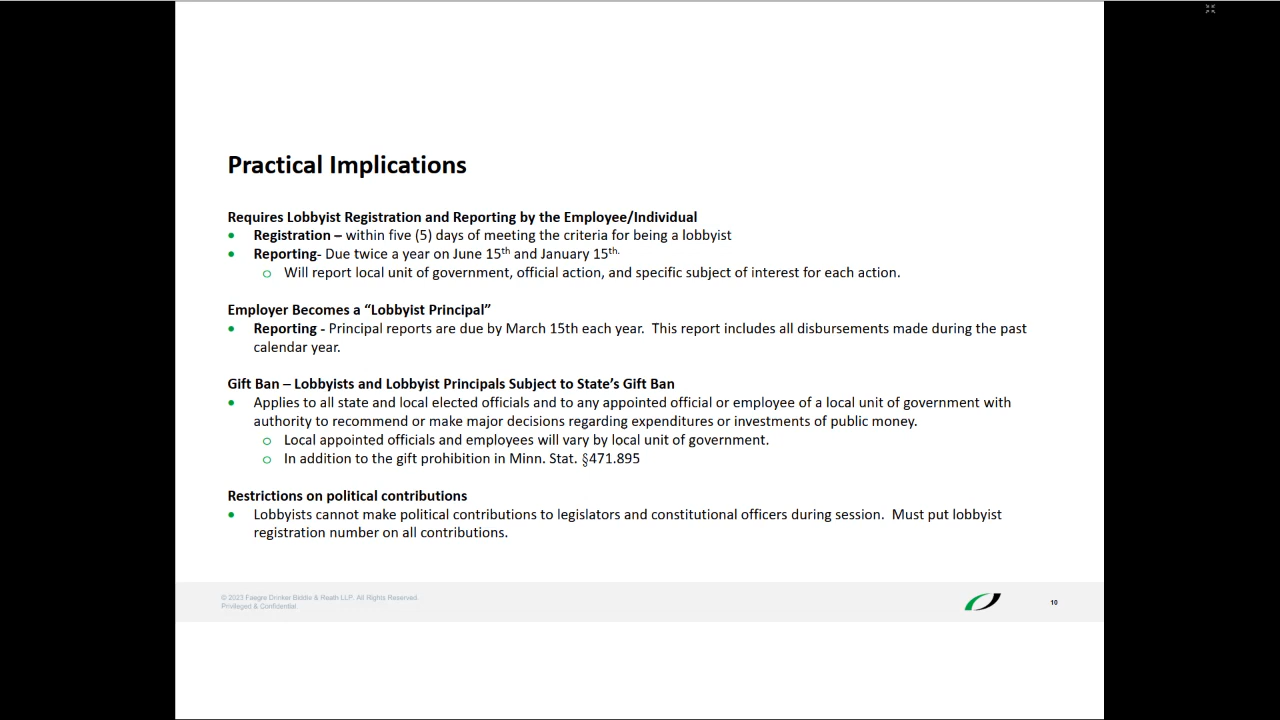 Practical Implications
Requires Lobbyist Registration and Reporting by the Employee/Individual
• Registration – within five (5) days of meeting the criteria for being a lobbyist
• Reporting- Due twice a year on June 15th and January 15th.
o Will report local unit of government, official action, and specific subject of interest for each action.
Employer Becomes a “Lobbyist Principal”
• Reporting - Principal reports are due by March 15th each year. This report includes all disbursements made during the past
calendar year.
Gift Ban – Lobbyists and Lobbyist Principals Subject to State’s Gift Ban
• Applies to all state and local elected officials and to any appointed official or employee of a local unit of government with
authority to recommend or make major decisions regarding expenditures or investments of public money.
o Local appointed officials and employees will vary by local unit of government.
o In addition to the gift prohibition in Minn. Stat. §471.895
Restrictions on political contributions
• Lobbyists cannot make political contributions to legislators and constitutional officers during session. Must put lobbyist
registration number on all contributions.
© 2023 Faegre Drinker Biddle & Reath LLP. All Rights Reserved.
Privileged & Confidential
10